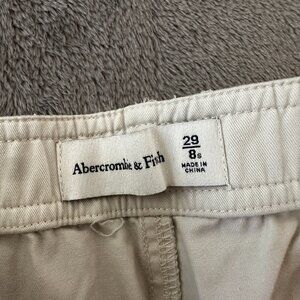 Abercrombie & Fitch
29
8s
MADE IN
CHINA